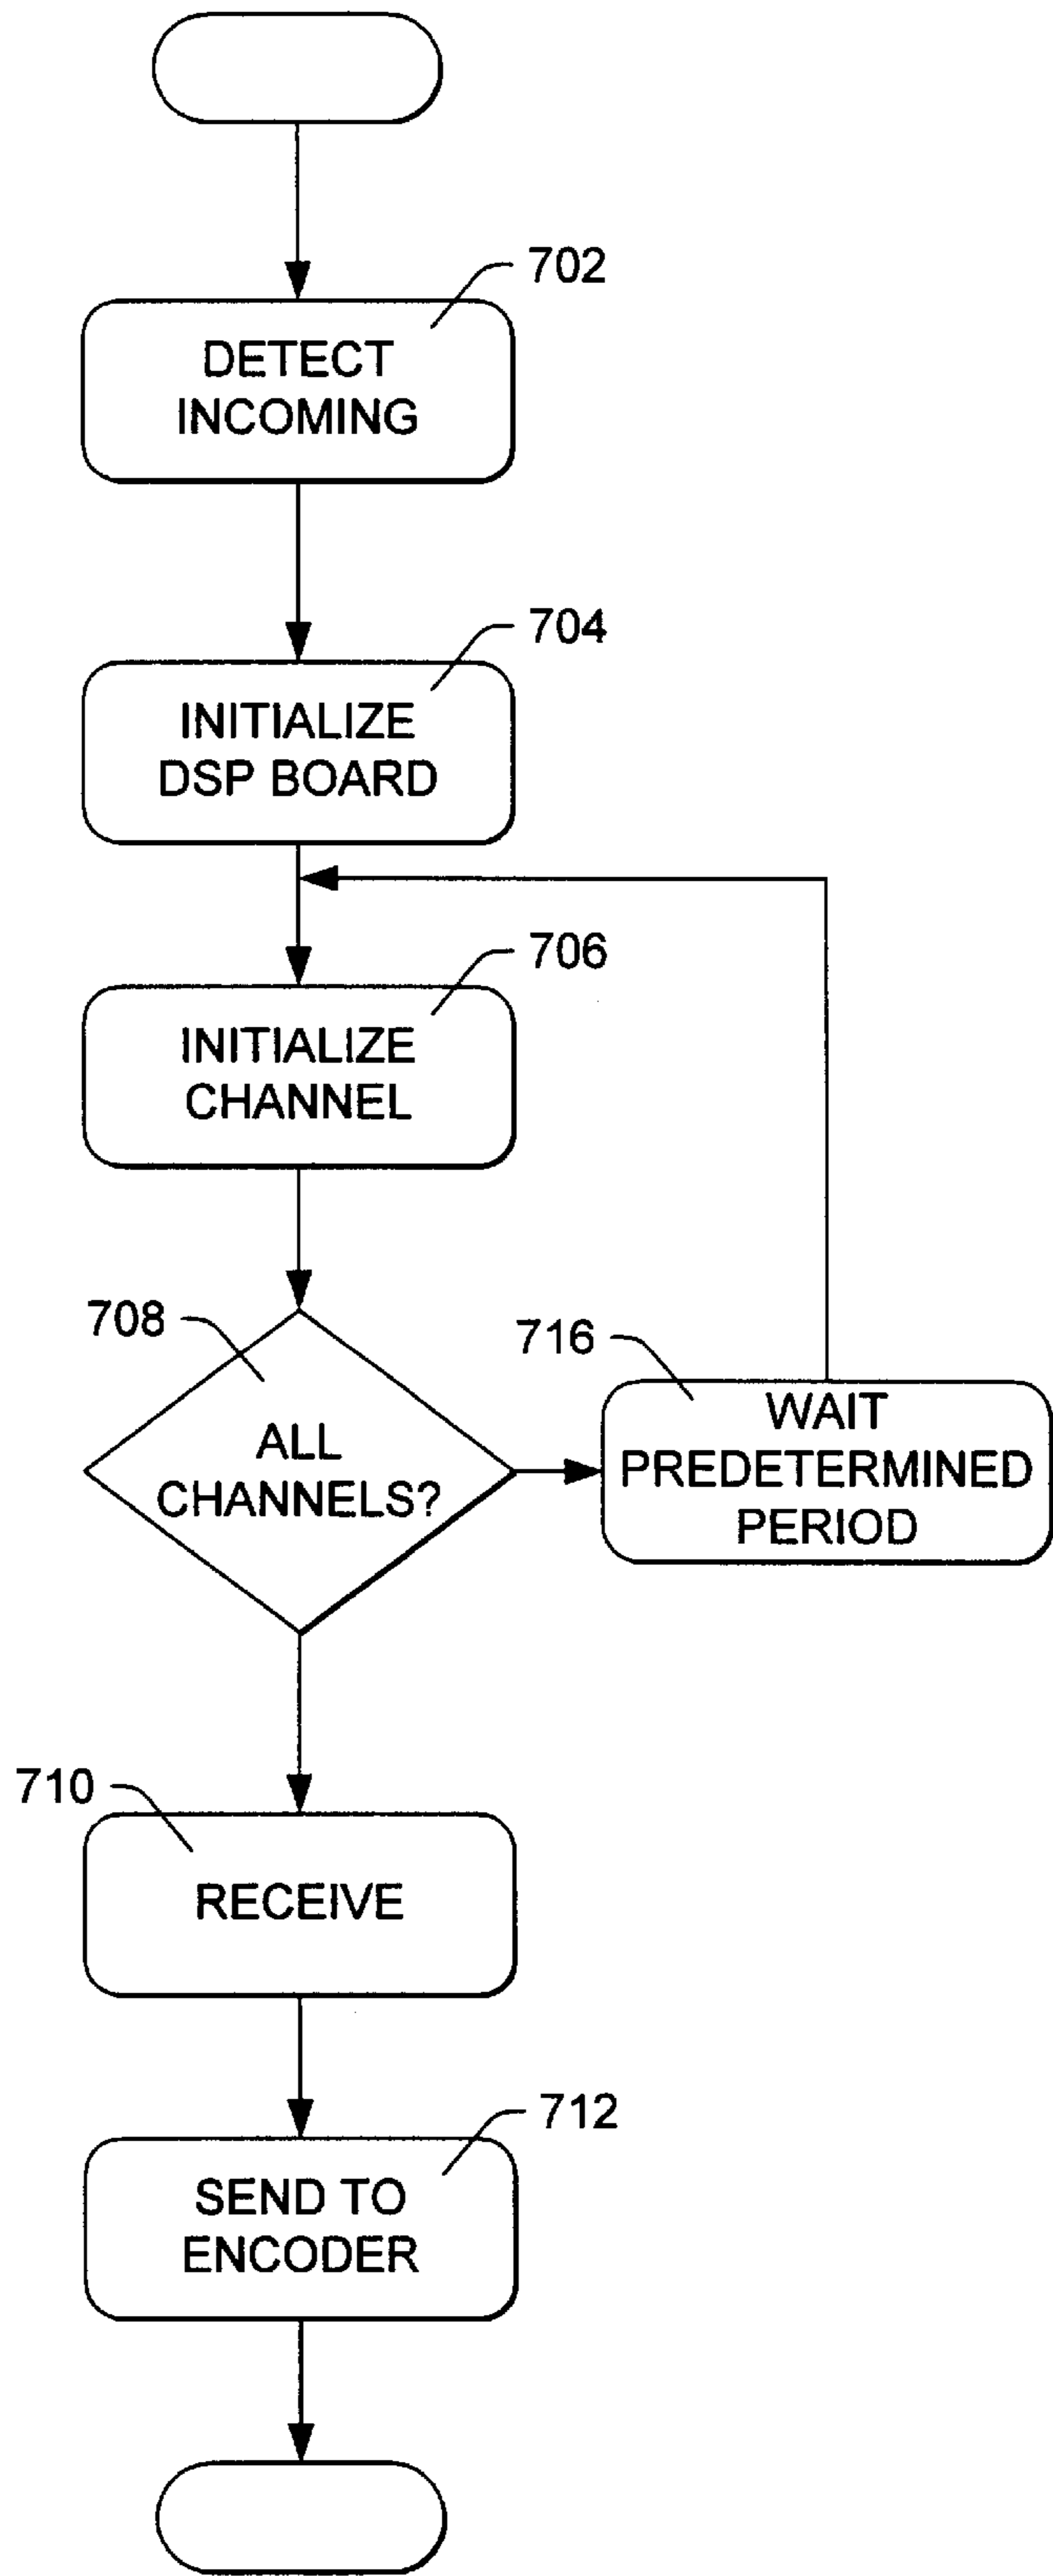 702
DETECT
INCOMING
704
INITIALIZE
DSP BOARD
706
INITIALIZE
CHANNEL
708
ALL
CHANNELS?
716
WAIT
PREDETERMINED
PERIOD
710
RECEIVE
712
SEND TO
ENCODER